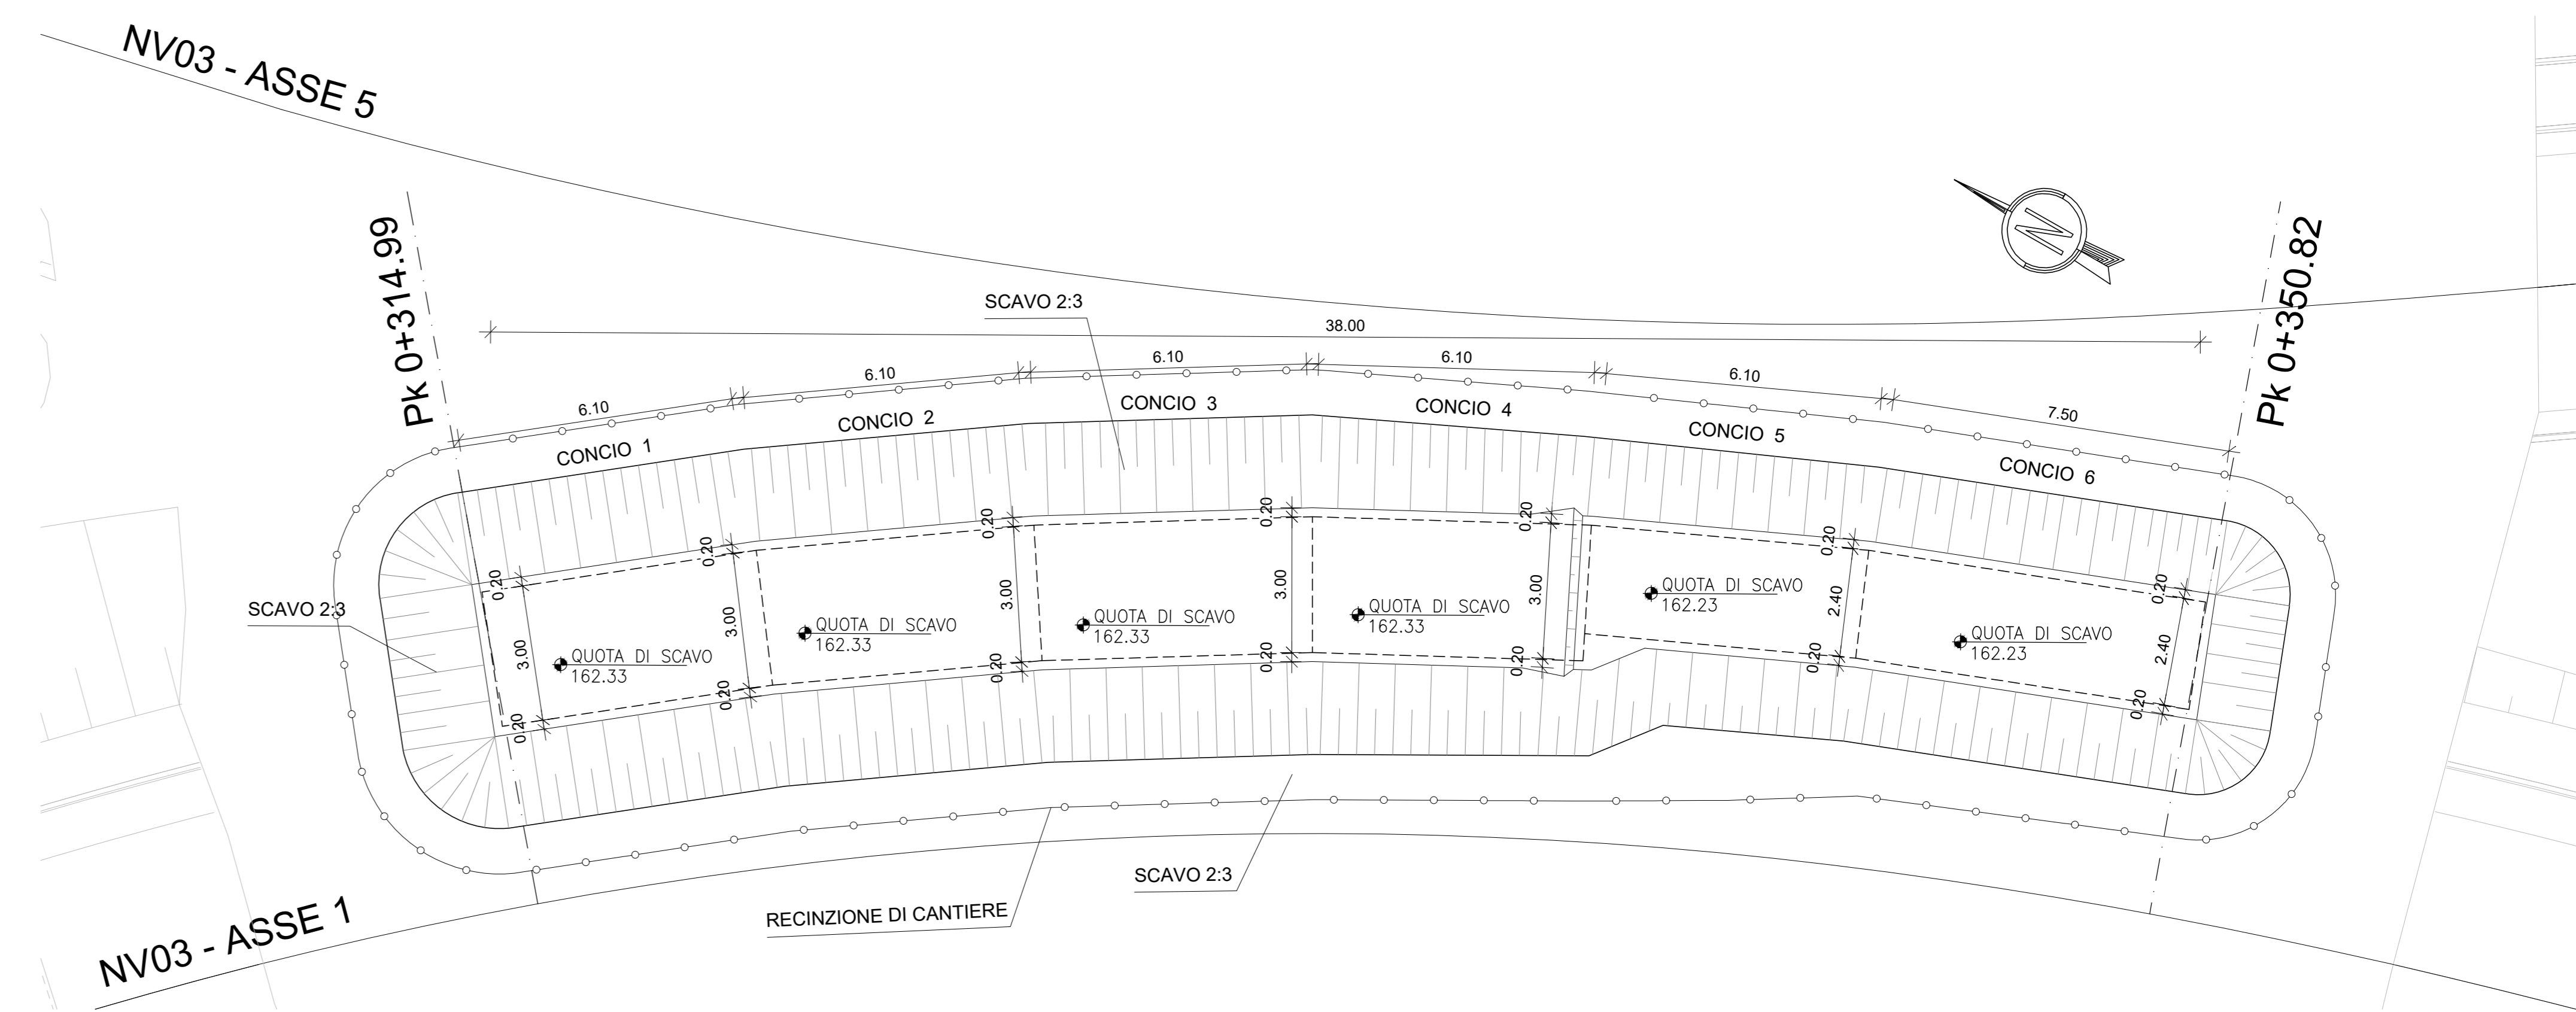 NV03 - ASSE 5
Pk 0+314.99
Pk 0+350.82
N
SCAVO 2:3
38.00
6.10
6.10
6.10
6.10
6.10
7.50
CONCIO 1
CONCIO 2
CONCIO 3
CONCIO 4
CONCIO 5
CONCIO 6
0.20
0.20
0.20
0.20
0.20
0.20
0.20
SCAVO 2:3
3.00
3.00
3.00
3.00
3.00
2.40
2.40
QUOTA DI SCAVO
162.33
QUOTA DI SCAVO
162.33
QUOTA DI SCAVO
162.33
QUOTA DI SCAVO
162.33
QUOTA DI SCAVO
162.23
QUOTA DI SCAVO
162.23
0.20
0.20
0.20
0.20
0.20
0.20
0.20
SCAVO 2:3
RECINZIONE DI CANTIERE
NV03 - ASSE 1